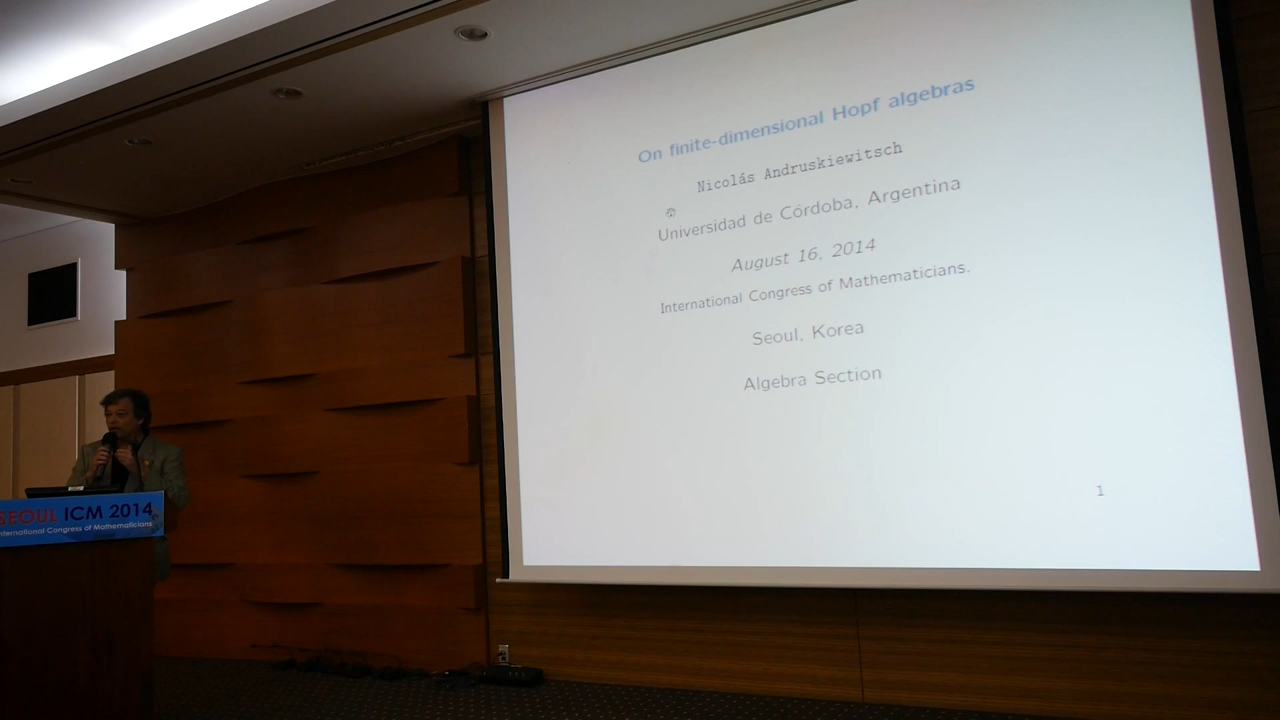 On finite-dimensional Hopf algebras
Nicolás Andruskiewitsch
Universidad de Córdoba, Argentina
August 16, 2014
International Congress of Mathematicians.
Seoul, Korea
Algebra Section
1
SEOUL ICM 2014
International Congress of Mathematicians